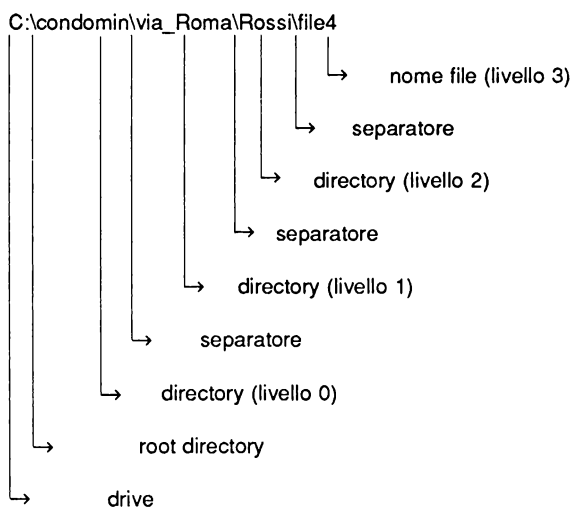 C:\condomin\via_Roma\Rossi\file4
nome file (livello 3)
separatore
directory (livello 2)
separatore
directory (livello 1)
separatore
directory (livello 0)
root directory
drive